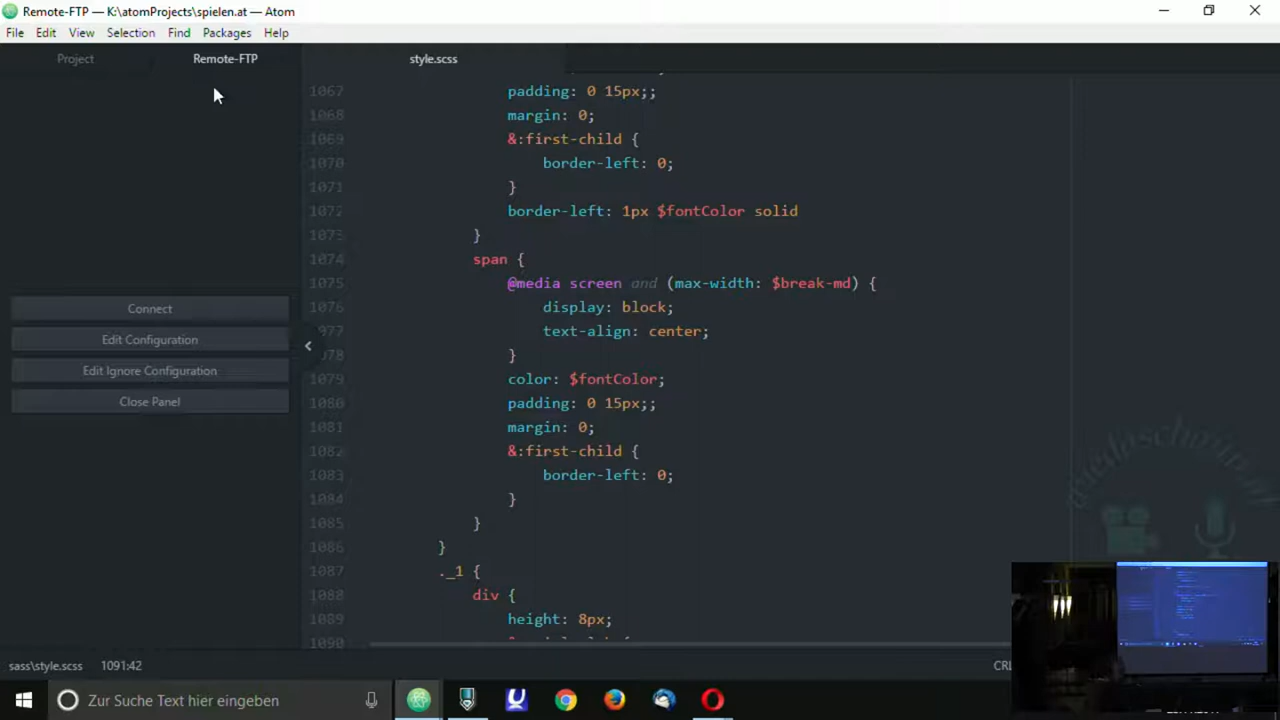 Remote-FTP — K:\atomProjects\spielen.at — Atom
File Edit View Selection Find Packages Help
Project Remote-FTP style.scss
1067 padding: 0 15px;;
1068 margin: 0;
1069 &:first-child {
1070 border-left: 0;
1071 }
1072 border-left: 1px $fontColor solid
1073 }
1074 span {
1075 @media screen and (max-width: $break-md) {
1076 display: block;
1077 text-align: center;
1078 }
1079 color: $fontColor;
1080 padding: 0 15px;;
1081 margin: 0;
1082 &:first-child {
1083 border-left: 0;
1084 }
1085 }
1086 }
1087 ._1 {
1088 div {
1089 height: 8px;
1090
Connect
Edit Configuration
Edit Ignore Configuration
Close Panel
sass\style.scss 1091:42 CRL
Zur Suche Text hier eingeben